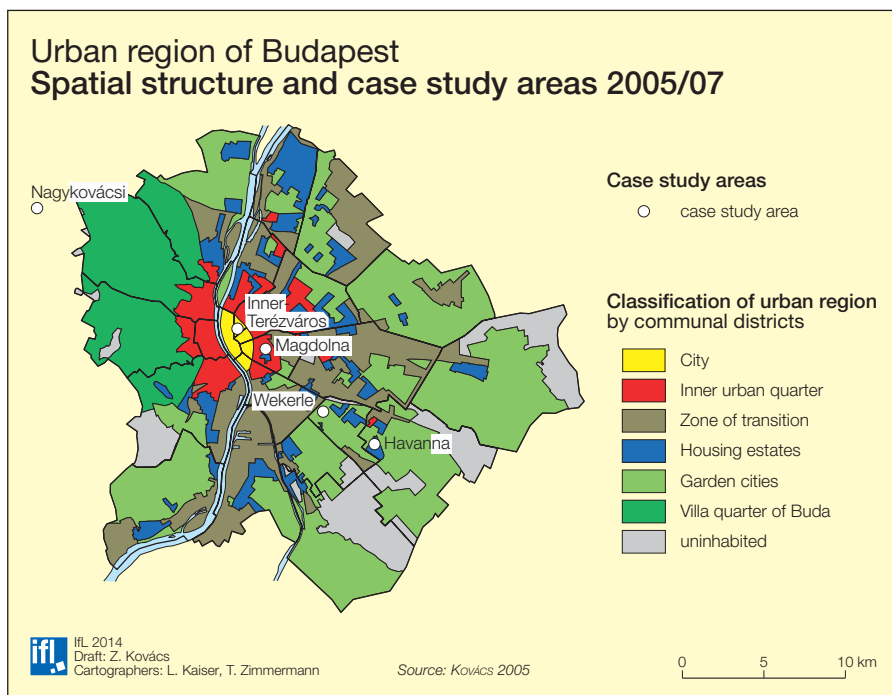 Urban region of Budapest
Spatial structure and case study areas 2005/07
Nagykovácsi
Inner-
Terézváros
Magdolna
Wekerle
Havanna
Case study areas
case study area
Classification of urban region
by communal districts
City
Inner urban quarter
Zone of transition
Housing estates
Garden cities
Villa quarter of Buda
uninhabited
ifl
IfL 2014
Draft: Z. Kovács
Cartographers: L. Kaiser, T. Zimmermann
Source: KOVÁCS 2005
0 5 10 km